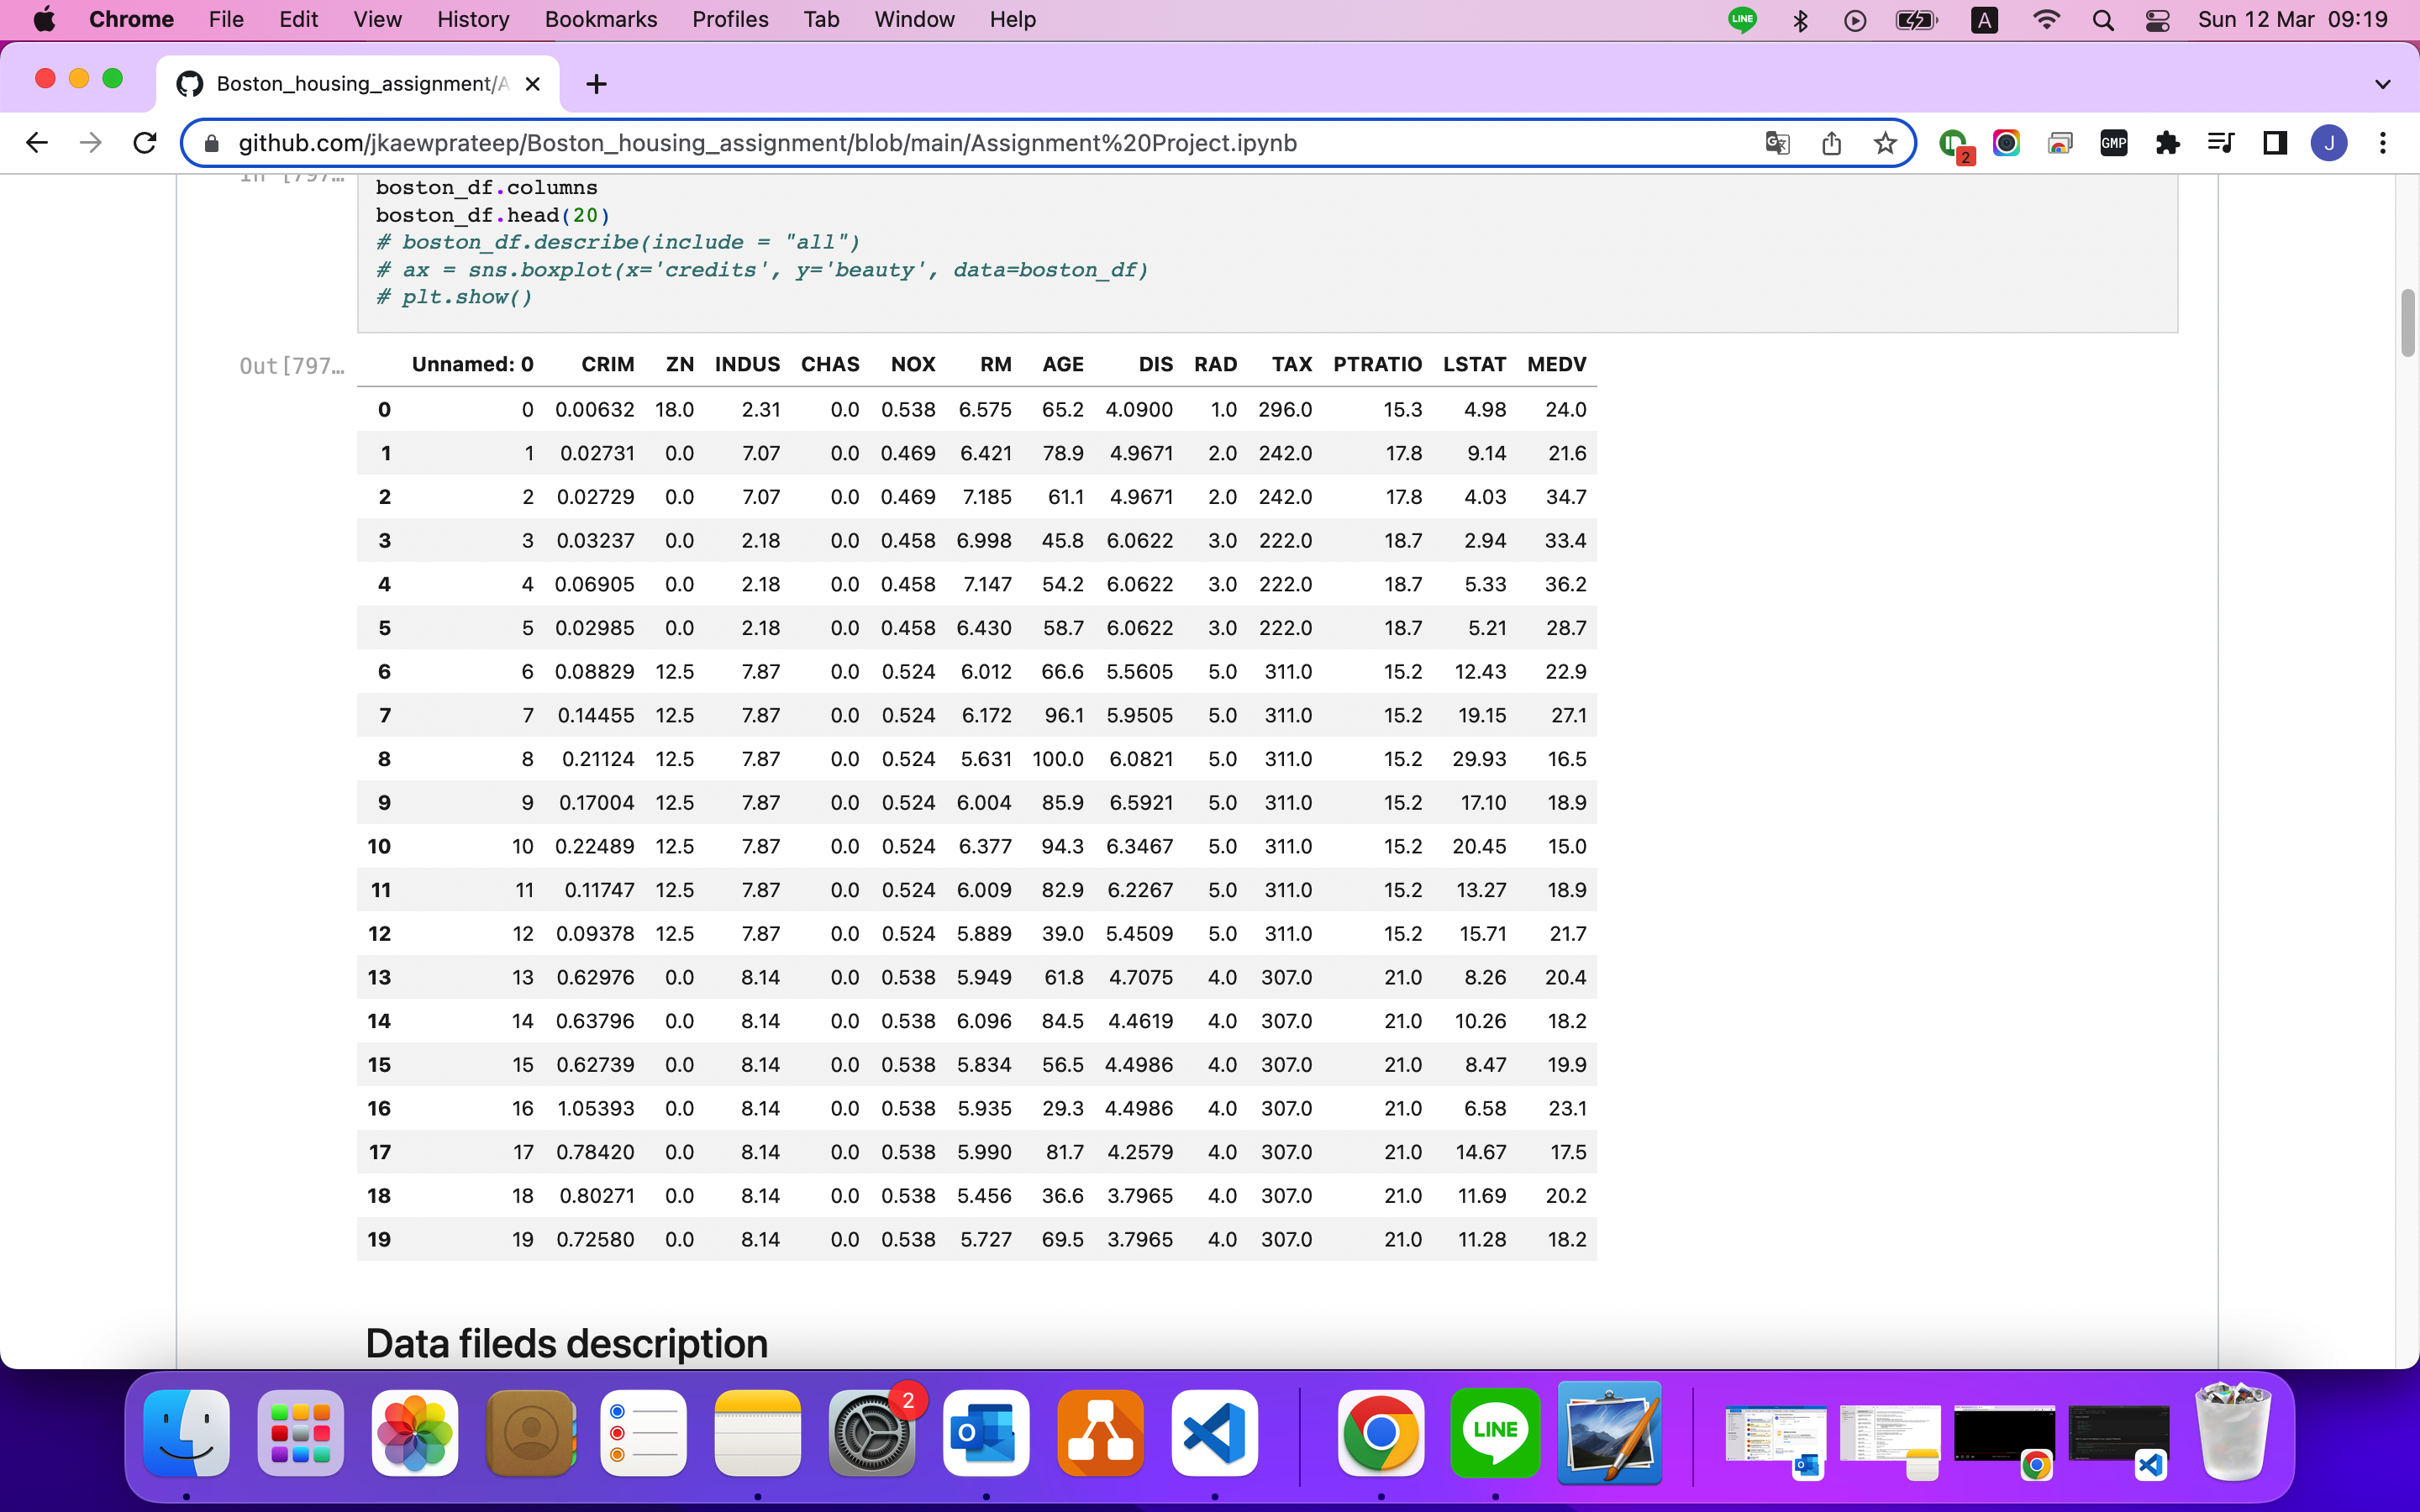 Chrome File Edit View History Bookmarks Profiles Tab Window Help LINE A Sun 12 Mar 09:19
Boston_housing_assignment/A
github.com/jkaewprateep/Boston_housing_assignment/blob/main/Assignment%20Project.ipynb 2 GMP J
In [797…
boston_df.columns
boston_df.head(20)
# boston_df.describe(include = "all")
# ax = sns.boxplot(x='credits', y='beauty', data=boston_df)
# plt.show()
Out[797…
Unnamed: 0 CRIM ZN INDUS CHAS NOX RM AGE DIS RAD TAX PTRATIO LSTAT MEDV
0 0 0.00632 18.0 2.31 0.0 0.538 6.575 65.2 4.0900 1.0 296.0 15.3 4.98 24.0
1 1 0.02731 0.0 7.07 0.0 0.469 6.421 78.9 4.9671 2.0 242.0 17.8 9.14 21.6
2 2 0.02729 0.0 7.07 0.0 0.469 7.185 61.1 4.9671 2.0 242.0 17.8 4.03 34.7
3 3 0.03237 0.0 2.18 0.0 0.458 6.998 45.8 6.0622 3.0 222.0 18.7 2.94 33.4
4 4 0.06905 0.0 2.18 0.0 0.458 7.147 54.2 6.0622 3.0 222.0 18.7 5.33 36.2
5 5 0.02985 0.0 2.18 0.0 0.458 6.430 58.7 6.0622 3.0 222.0 18.7 5.21 28.7
6 6 0.08829 12.5 7.87 0.0 0.524 6.012 66.6 5.5605 5.0 311.0 15.2 12.43 22.9
7 7 0.14455 12.5 7.87 0.0 0.524 6.172 96.1 5.9505 5.0 311.0 15.2 19.15 27.1
8 8 0.21124 12.5 7.87 0.0 0.524 5.631 100.0 6.0821 5.0 311.0 15.2 29.93 16.5
9 9 0.17004 12.5 7.87 0.0 0.524 6.004 85.9 6.5921 5.0 311.0 15.2 17.10 18.9
10 10 0.22489 12.5 7.87 0.0 0.524 6.377 94.3 6.3467 5.0 311.0 15.2 20.45 15.0
11 11 0.11747 12.5 7.87 0.0 0.524 6.009 82.9 6.2267 5.0 311.0 15.2 13.27 18.9
12 12 0.09378 12.5 7.87 0.0 0.524 5.889 39.0 5.4509 5.0 311.0 15.2 15.71 21.7
13 13 0.62976 0.0 8.14 0.0 0.538 5.949 61.8 4.7075 4.0 307.0 21.0 8.26 20.4
14 14 0.63796 0.0 8.14 0.0 0.538 6.096 84.5 4.4619 4.0 307.0 21.0 10.26 18.2
15 15 0.62739 0.0 8.14 0.0 0.538 5.834 56.5 4.4986 4.0 307.0 21.0 8.47 19.9
16 16 1.05393 0.0 8.14 0.0 0.538 5.935 29.3 4.4986 4.0 307.0 21.0 6.58 23.1
17 17 0.78420 0.0 8.14 0.0 0.538 5.990 81.7 4.2579 4.0 307.0 21.0 14.67 17.5
18 18 0.80271 0.0 8.14 0.0 0.538 5.456 36.6 3.7965 4.0 307.0 21.0 11.69 20.2
19 19 0.72580 0.0 8.14 0.0 0.538 5.727 69.5 3.7965 4.0 307.0 21.0 11.28 18.2
Data fileds description
2 O LINE